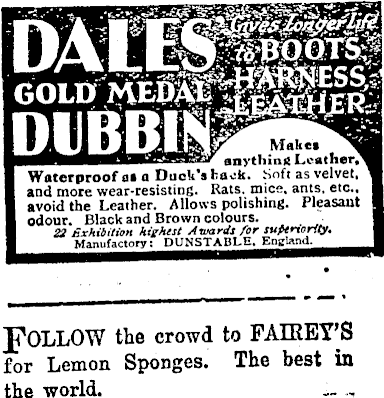 DALES
GOLD MEDAL
DUBBIN
Gives Longer Life
to BOOTS
HARNESS
LEATHER
Makes
anything Leather,
Waterproof as a Duck's back. Soft as velvet,
and more wear-resisting. Rats, mice, ants, etc.,
avoid the Leather. Allows polishing. Pleasant
odour. Black and Brown colours.
22 Exhibition highest Awards for superiority.
Manufactory: DUNSTABLE, England.
FOLLOW the crowd to FAIREY'S
for Lemon Sponges. The best in
the world.